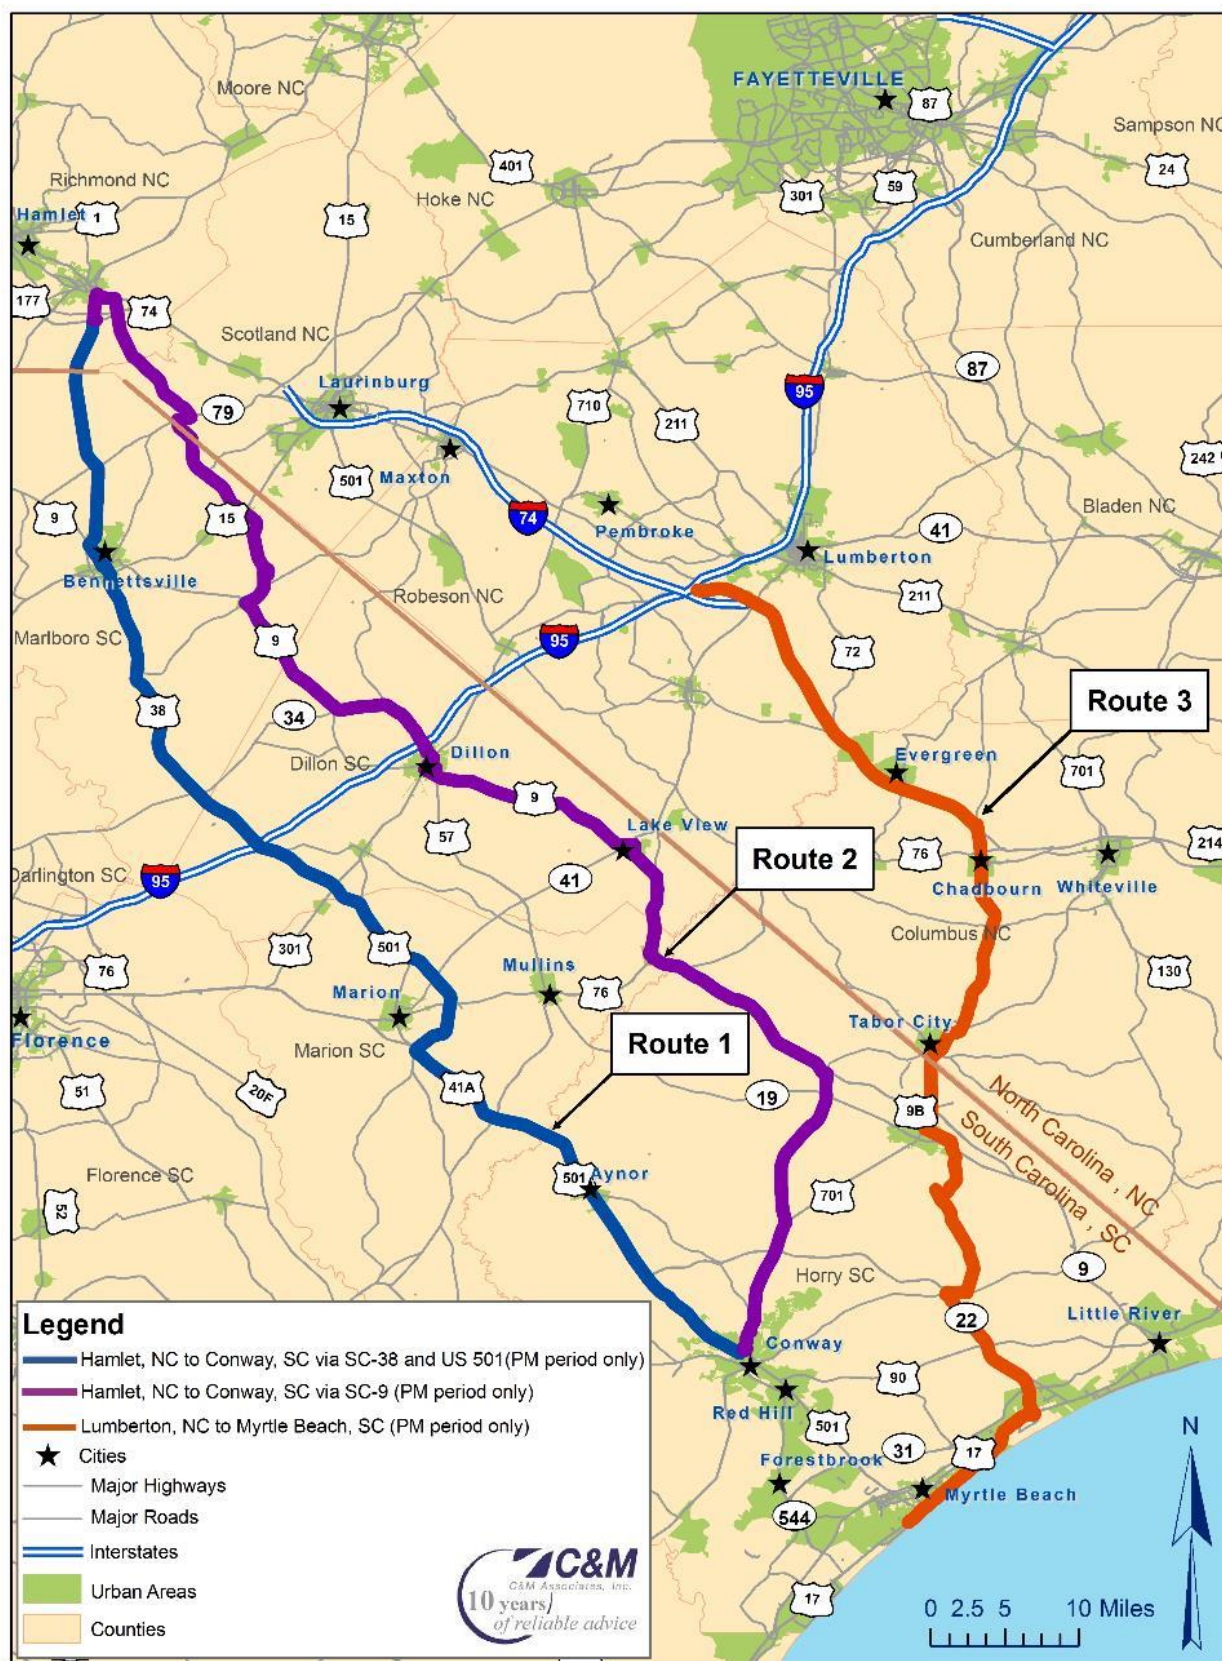 FAYETTEVILLE
Moore NC
87
Sampson NC
401
24
Richmond NC
59
301
Hoke NC
Hamlet
1
15
Cumberland NC
177
74
Scotland NC
87
Laurinburg
95
79
710
211
501
Maxton
242
Bladen NC
9
15
74
Pembroke
41
Lumberton
Bennettsville
Robeson NC
211
Marlboro SC
9
95
72
Route 3
38
34
Dillon
Evergreen
Dillon SC
701
9
Lake View
57
Route 2
76
214
95
Darlington SC
41
Chadbourn
Whiteville
Columbus NC
501
301
76
Mullins
130
Marion
76
Tabor City
Florence
Route 1
Marion SC
51
20F
41A
19
9B
North Carolina , NC
South Carolina , SC
Florence SC
501
Aynor
701
52
Horry SC
9
22
Little River
Conway
90
Red Hill
501
31
17
Forestbrook
Myrtle Beach
544
17
Legend
Hamlet, NC to Conway, SC via SC-38 and US 501(PM period only)
Hamlet, NC to Conway, SC via SC-9 (PM period only)
Lumberton, NC to Myrtle Beach, SC (PM period only)
Cities
Major Highways
Major Roads
Interstates
Urban Areas
Counties
C&M
C&M Associates, Inc.
10 years
of reliable advice
N
0 2.5 5 10 Miles